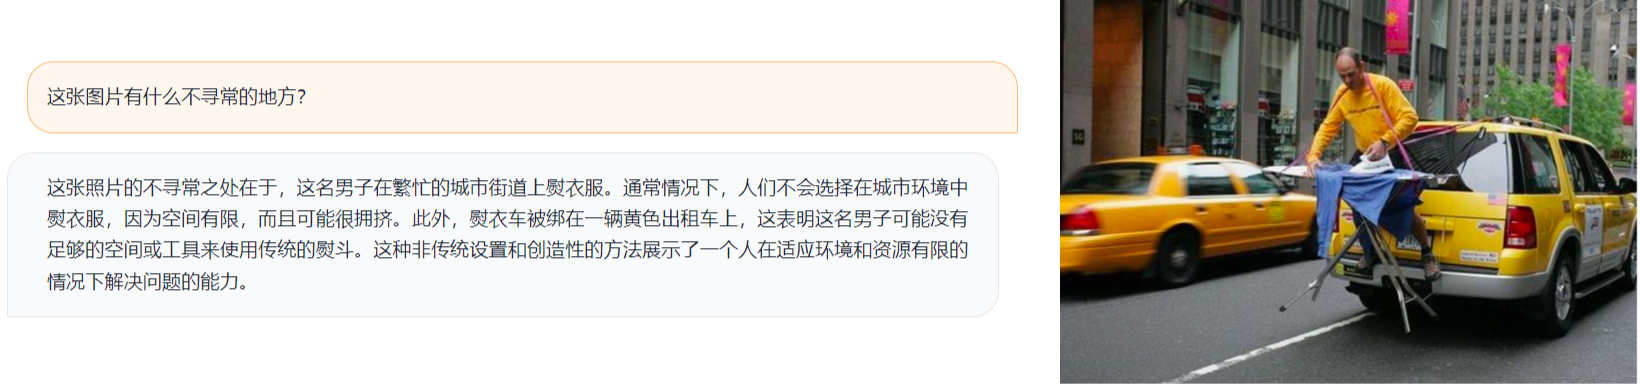 这张图片有什么不寻常的地方?
这张照片的不寻常之处在于，这名男子在繁忙的城市街道上熨衣服。通常情况下，人们不会选择在城市环境中
熨衣服，因为空间有限，而且可能很拥挤。此外，熨衣车被绑在一辆黄色出租车上，这表明这名男子可能没有
足够的空间或工具来使用传统的熨斗。这种非传统设置和创造性的方法展示了一个人在适应环境和资源有限的
情况下解决问题的能力。